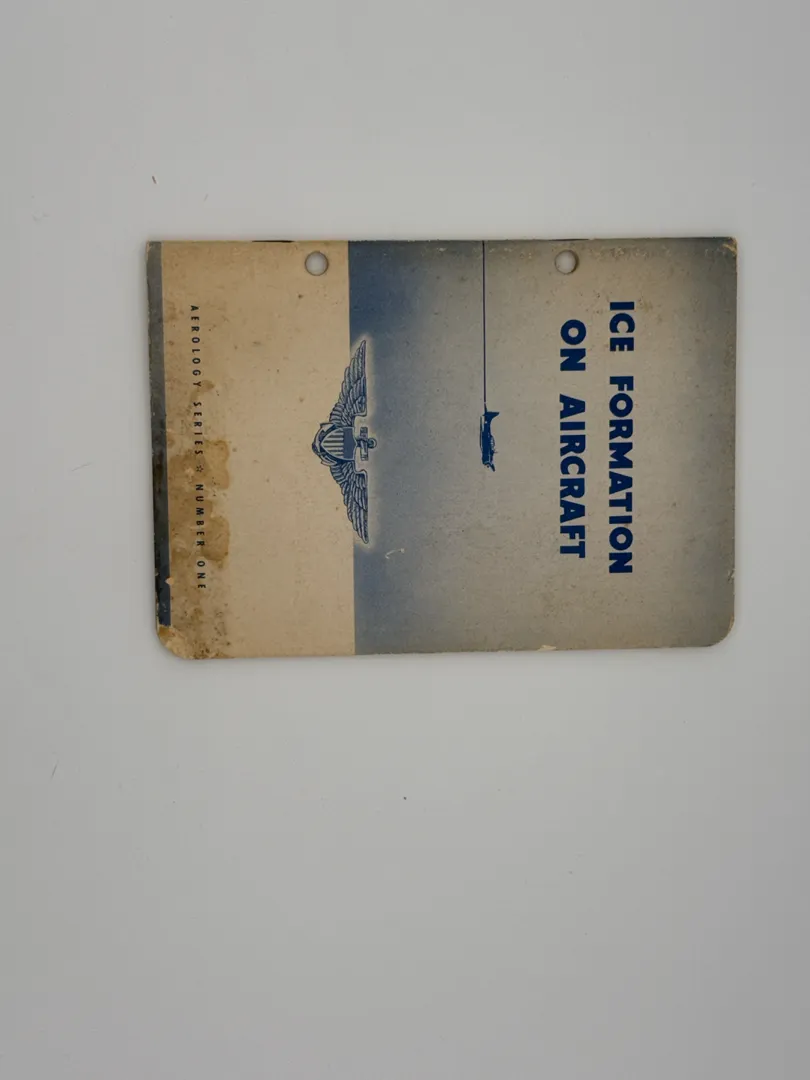 ICE FORMATION
ON AIRCRAFT
AEROLOGY SERIES ☆ NUMBER ONE